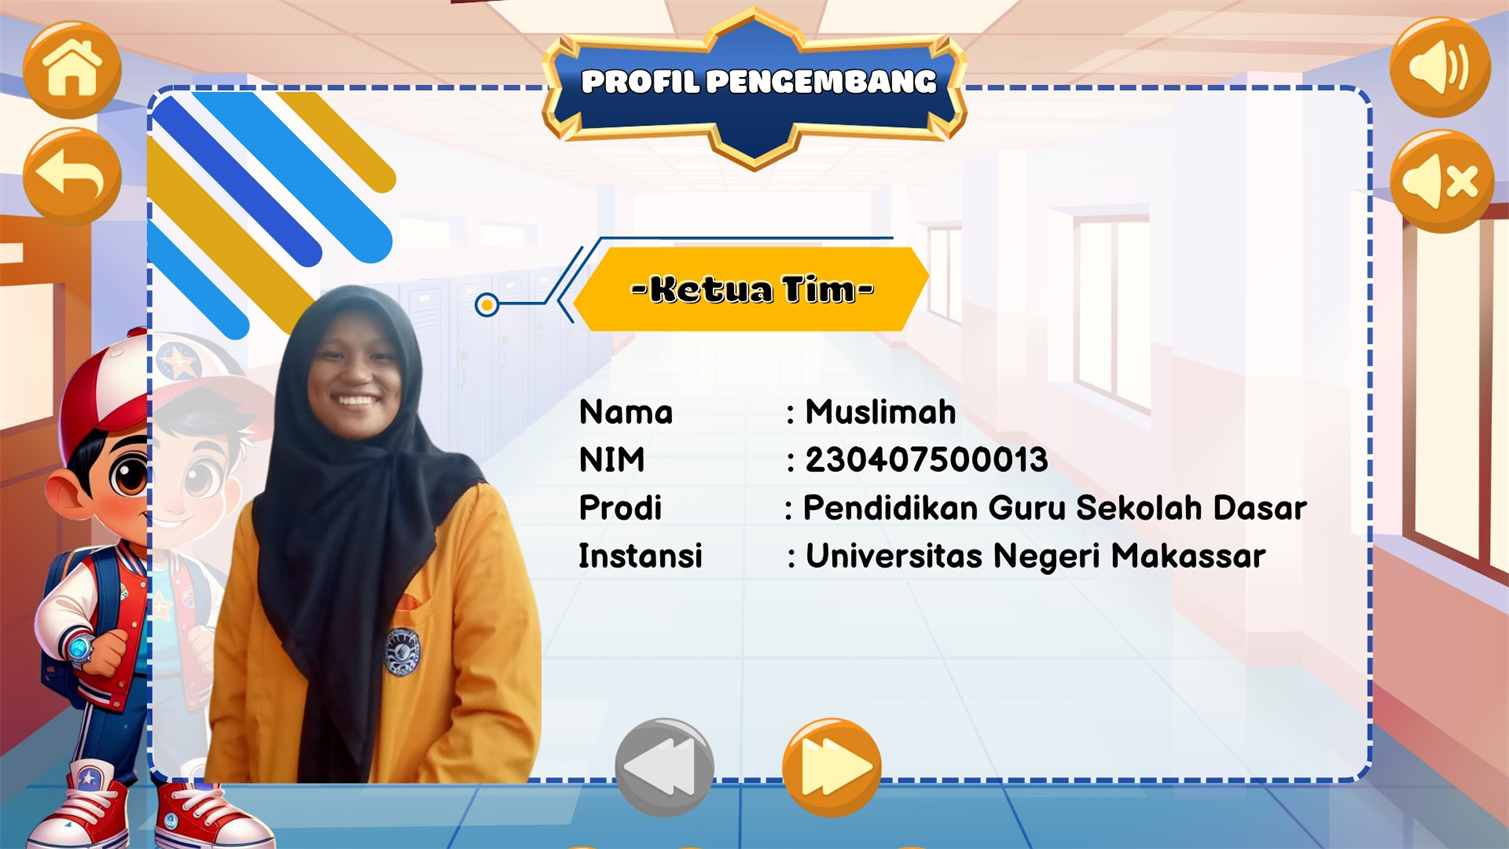 PROFIL PENGEMBANG
-Ketua Tim-
Nama : Muslimah
NIM : 230407500013
Prodi : Pendidikan Guru Sekolah Dasar
Instansi : Universitas Negeri Makassar